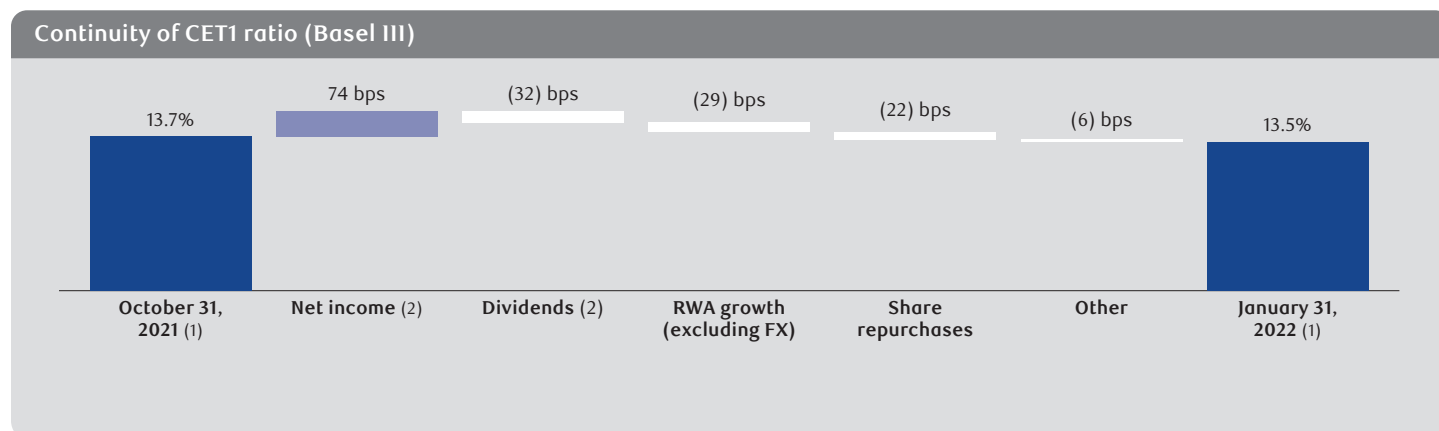 Continuity of CET1 ratio (Basel III)
13.7%
74 bps
(32) bps
(29) bps
(22) bps
(6) bps
13.5%
October 31,
2021 (1)
Net income (2)
Dividends (2)
RWA growth
(excluding FX)
Share
repurchases
Other
January 31,
2022 (1)